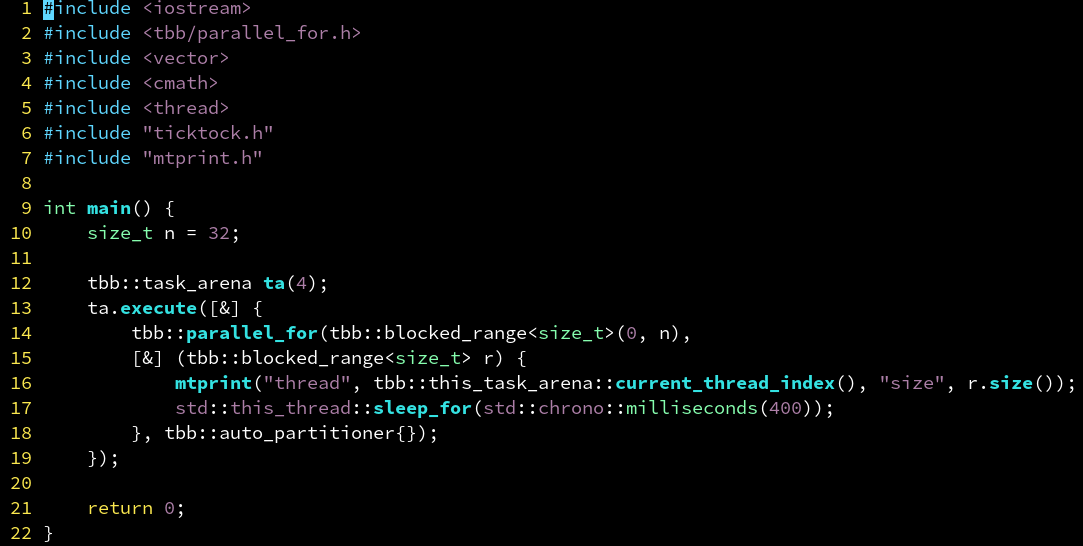 1 #include <iostream>
2 #include <tbb/parallel_for.h>
3 #include <vector>
4 #include <cmath>
5 #include <thread>
6 #include "ticktock.h"
7 #include "mtprint.h"
8
9 int main() {
10     size_t n = 32;
11
12     tbb::task_arena ta(4);
13     ta.execute([&] {
14         tbb::parallel_for(tbb::blocked_range<size_t>(0, n),
15         [&] (tbb::blocked_range<size_t> r) {
16             mtprint("thread", tbb::this_task_arena::current_thread_index(), "size", r.size());
17             std::this_thread::sleep_for(std::chrono::milliseconds(400));
18         }, tbb::auto_partitioner{});
19     });
20
21     return 0;
22 }